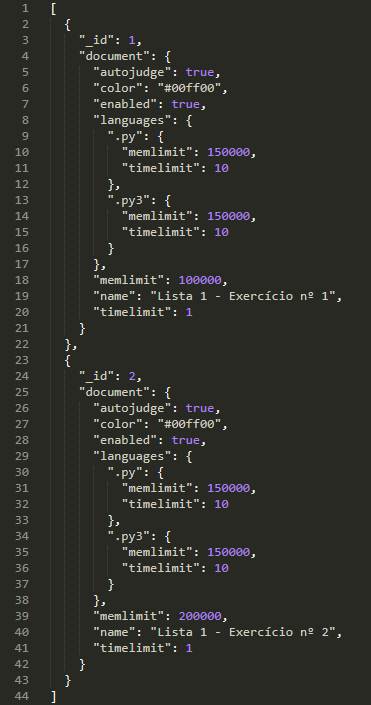 1 [
2   {
3     "_id": 1,
4     "document": {
5       "autojudge": true,
6       "color": "#00ff00",
7       "enabled": true,
8       "languages": {
9         ".py": {
10           "memlimit": 150000,
11           "timelimit": 10
12         },
13         ".py3": {
14           "memlimit": 150000,
15           "timelimit": 10
16         }
17       },
18       "memlimit": 100000,
19       "name": "Lista 1 - Exercício nº 1",
20       "timelimit": 1
21     }
22   },
23   {
24     "_id": 2,
25     "document": {
26       "autojudge": true,
27       "color": "#00ff00",
28       "enabled": true,
29       "languages": {
30         ".py": {
31           "memlimit": 150000,
32           "timelimit": 10
33         },
34         ".py3": {
35           "memlimit": 150000,
36           "timelimit": 10
37         }
38       },
39       "memlimit": 200000,
40       "name": "Lista 1 - Exercício nº 2",
41       "timelimit": 1
42     }
43   }
44 ]